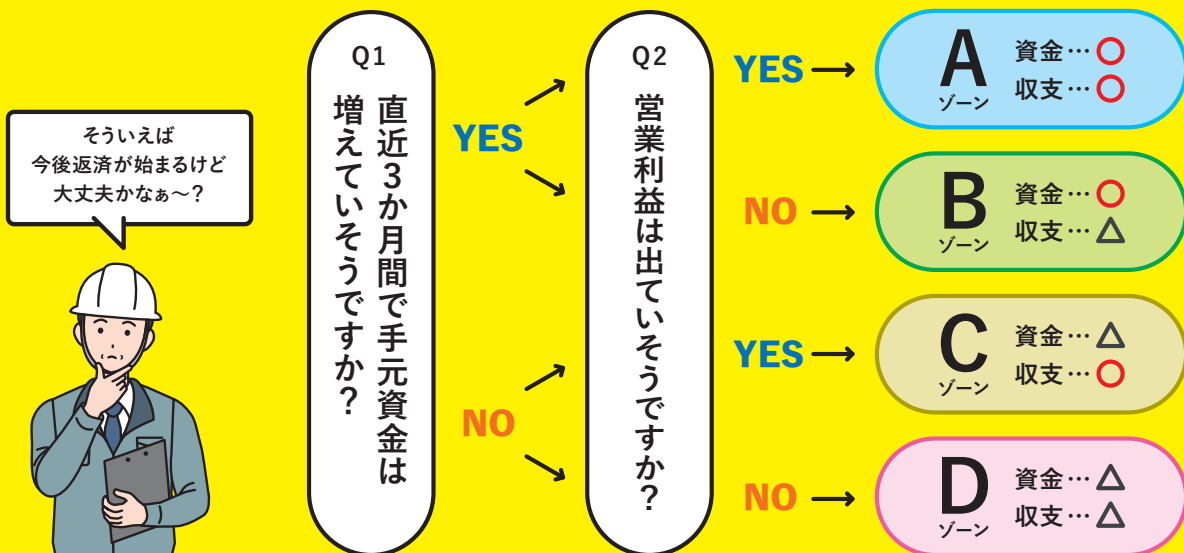 そういえば
今後返済が始まるけど
大丈夫かなぁ~?
Q1
直近3か月間で手元資金は
増えていそうですか?
YES
NO
Q2
営業利益は出ていそうですか?
YES
A
ゾーン
資金…○
収支…○
NO
B
ゾーン
資金…○
収支…△
YES
C
ゾーン
資金…△
収支…○
NO
D
ゾーン
資金…△
収支…△